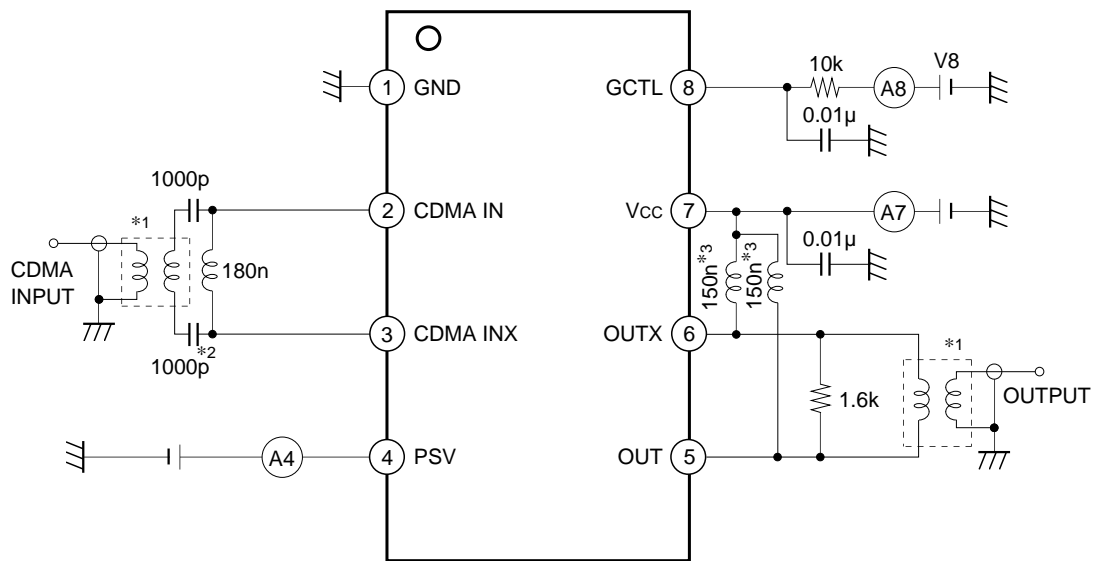 10k
V8
1
GND
GCTL
8
A8
0.01µ
1000p
*1
2
CDMA IN
VCC
7
A7
CDMA
INPUT
180n
150n*3
150n*3
0.01µ
3
CDMA INX
OUTX
6
*2
1000p
*1
1.6k
OUTPUT
A4
4
PSV
OUT
5